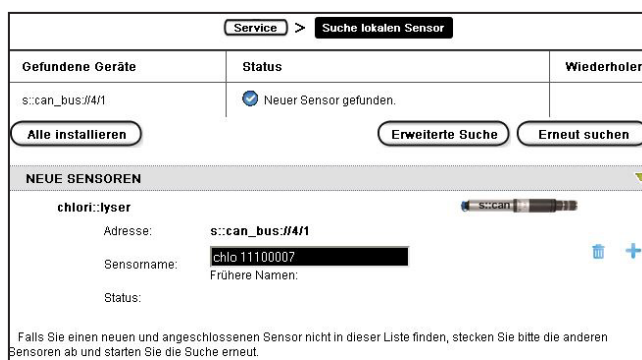 Service > Suche lokalen Sensor
Gefundene Geräte Status Wiederholen
s::can_bus://4/1 Neuer Sensor gefunden.
Alle installieren Erweiterte Suche Erneut suchen
NEUE SENSOREN
chlori::lyser s::can
Adresse: s::can_bus://4/1
Sensorname: chlo 11100007
Frühere Namen:
Status:
Falls Sie einen neuen und angeschlossenen Sensor nicht in dieser Liste finden, stecken Sie bitte die anderen
Sensoren ab und starten Sie die Suche erneut.